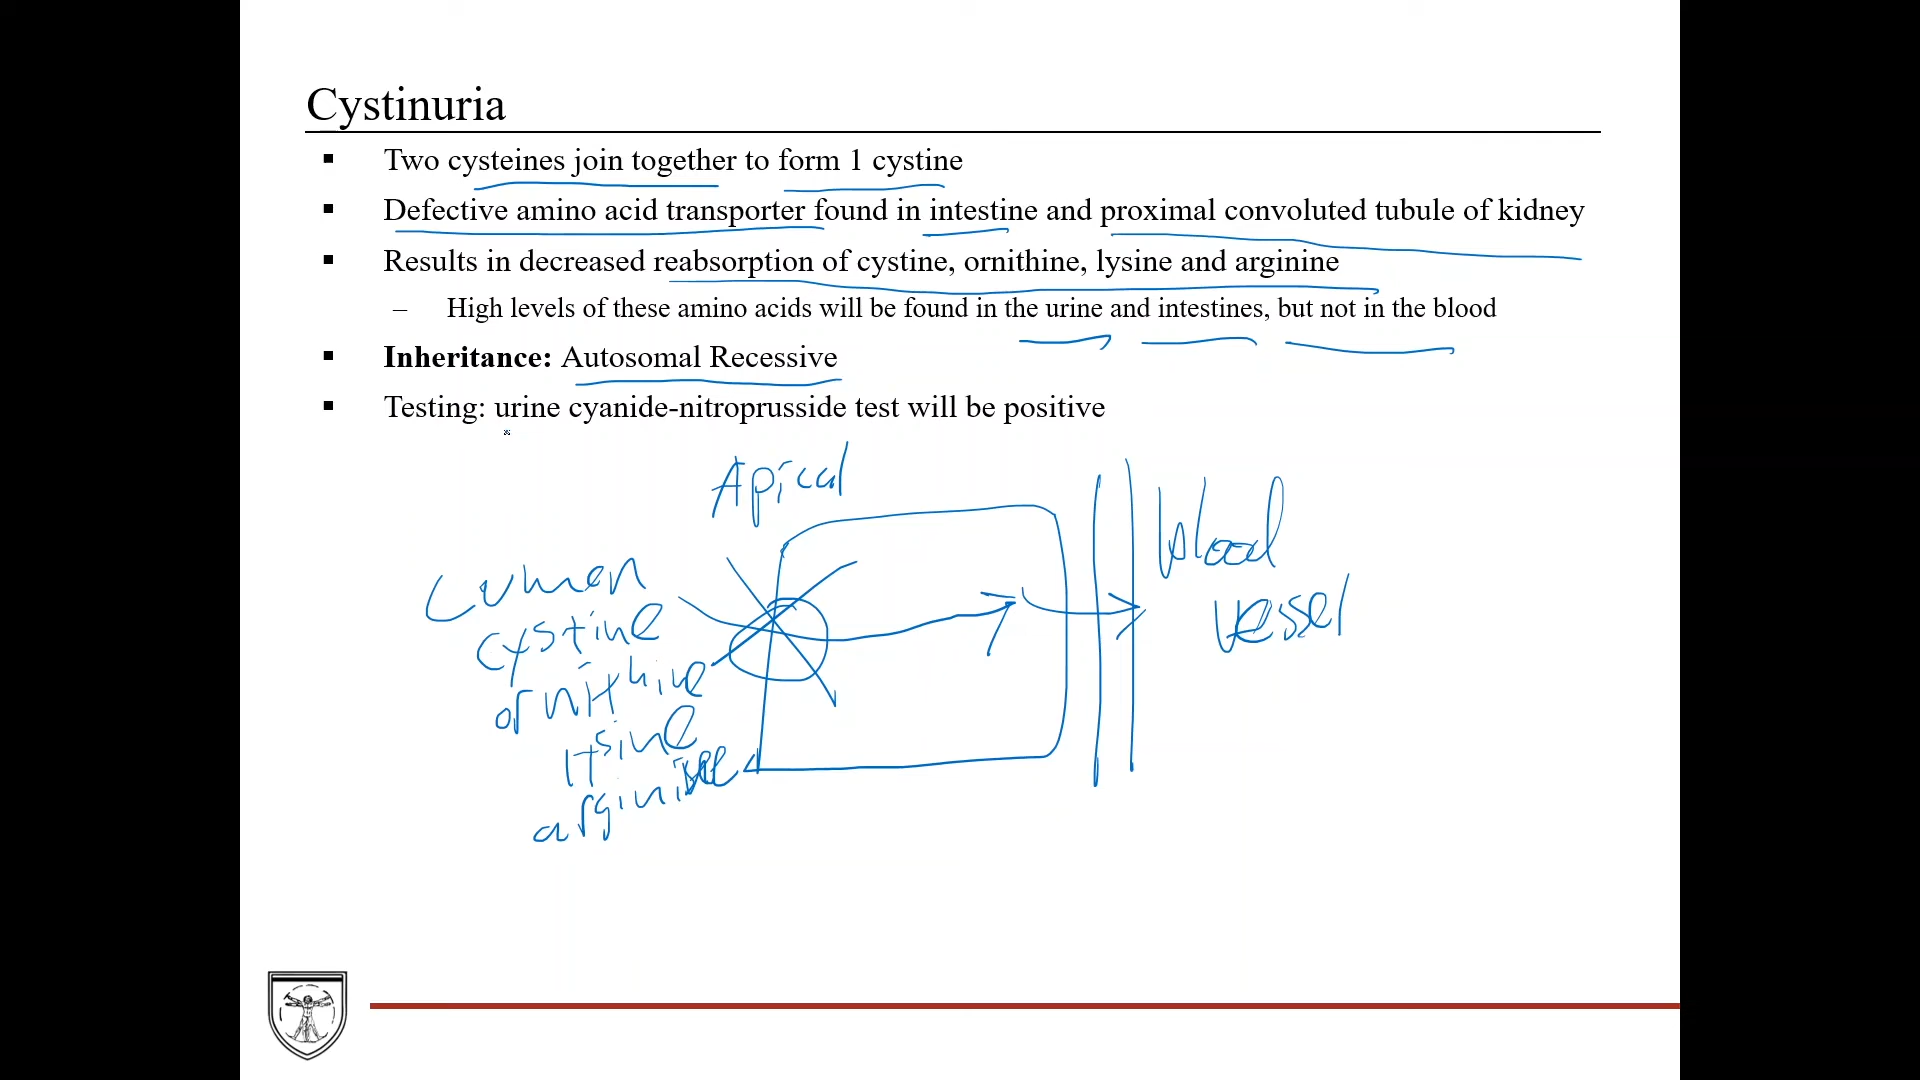 Cystinuria
▪ Two cysteines join together to form 1 cystine
▪ Defective amino acid transporter found in intestine and proximal convoluted tubule of kidney
▪ Results in decreased reabsorption of cystine, ornithine, lysine and arginine
– High levels of these amino acids will be found in the urine and intestines, but not in the blood
▪ Inheritance: Autosomal Recessive
▪ Testing: urine cyanide-nitroprusside test will be positive
Apical
Lumen
cystine
ornithine
lysine
arginine
blood
vessel